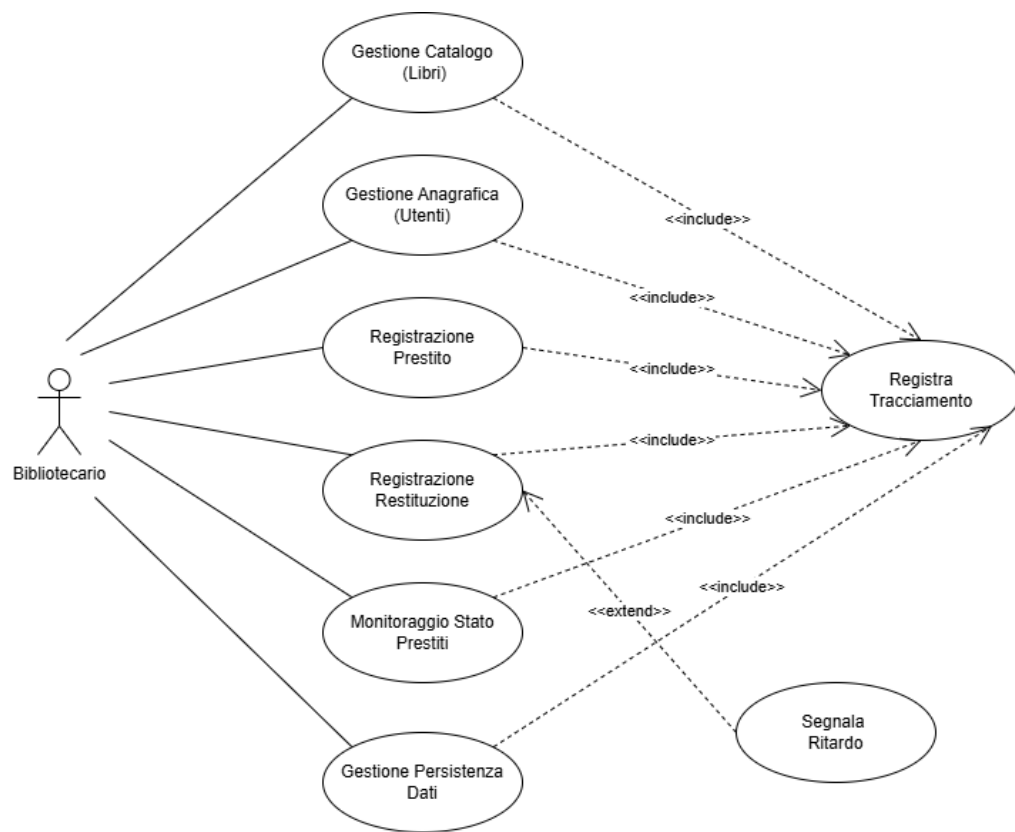 Gestione Catalogo
(Libri)
Gestione Anagrafica
(Utenti)
<<include>>
<<include>>
Registrazione
Prestito
<<include>>
Registra
Tracciamento
Bibliotecario
Registrazione
Restituzione
<<include>>
<<include>>
<<include>>
<<extend>>
Monitoraggio Stato
Prestiti
Segnala
Ritardo
Gestione Persistenza
Dati